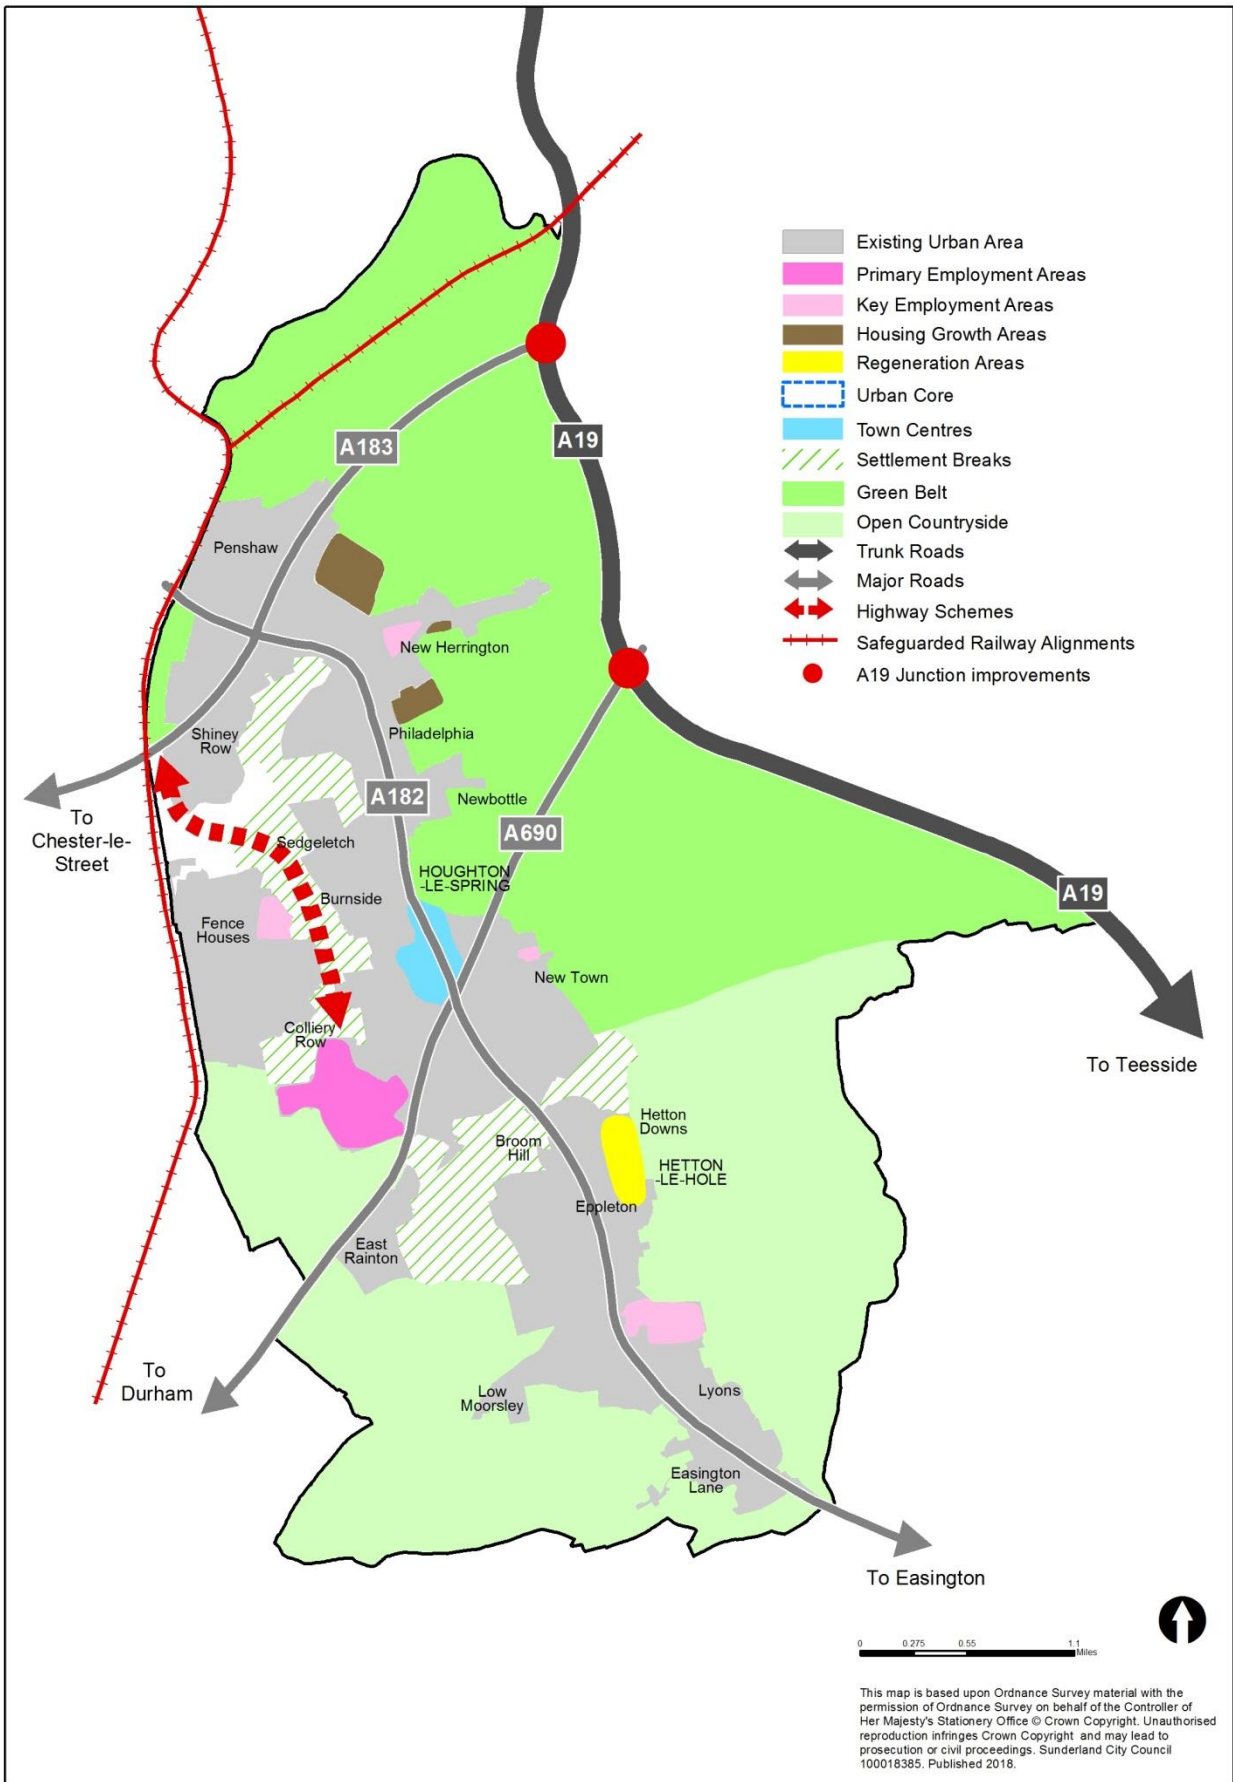 Existing Urban Area
Primary Employment Areas
Key Employment Areas
Housing Growth Areas
Regeneration Areas
Urban Core
Town Centres
Settlement Breaks
Green Belt
Open Countryside
Trunk Roads
Major Roads
Highway Schemes
Safeguarded Railway Alignments
A19 Junction improvements
A183
A19
Penshaw
New Herrington
Shiney
Row
Philadelphia
A182
Newbottle
To
Chester-le-
Street
Sedgeletch
A690
HOUGHTON
-LE-SPRING
Burnside
A19
Fence
Houses
New Town
Colliery
Row
To Teesside
Hetton
Downs
Broom
Hill
HETTON
-LE-HOLE
Eppleton
East
Rainton
To
Durham
Low
Moorsley
Lyons
Easington
Lane
To Easington
0 0.275 0.55 1.1
Miles
This map is based upon Ordnance Survey material with the
permission of Ordnance Survey on behalf of the Controller of
Her Majesty's Stationery Office © Crown Copyright. Unauthorised
reproduction infringes Crown Copyright and may lead to
prosecution or civil proceedings. Sunderland City Council
100018385. Published 2018.